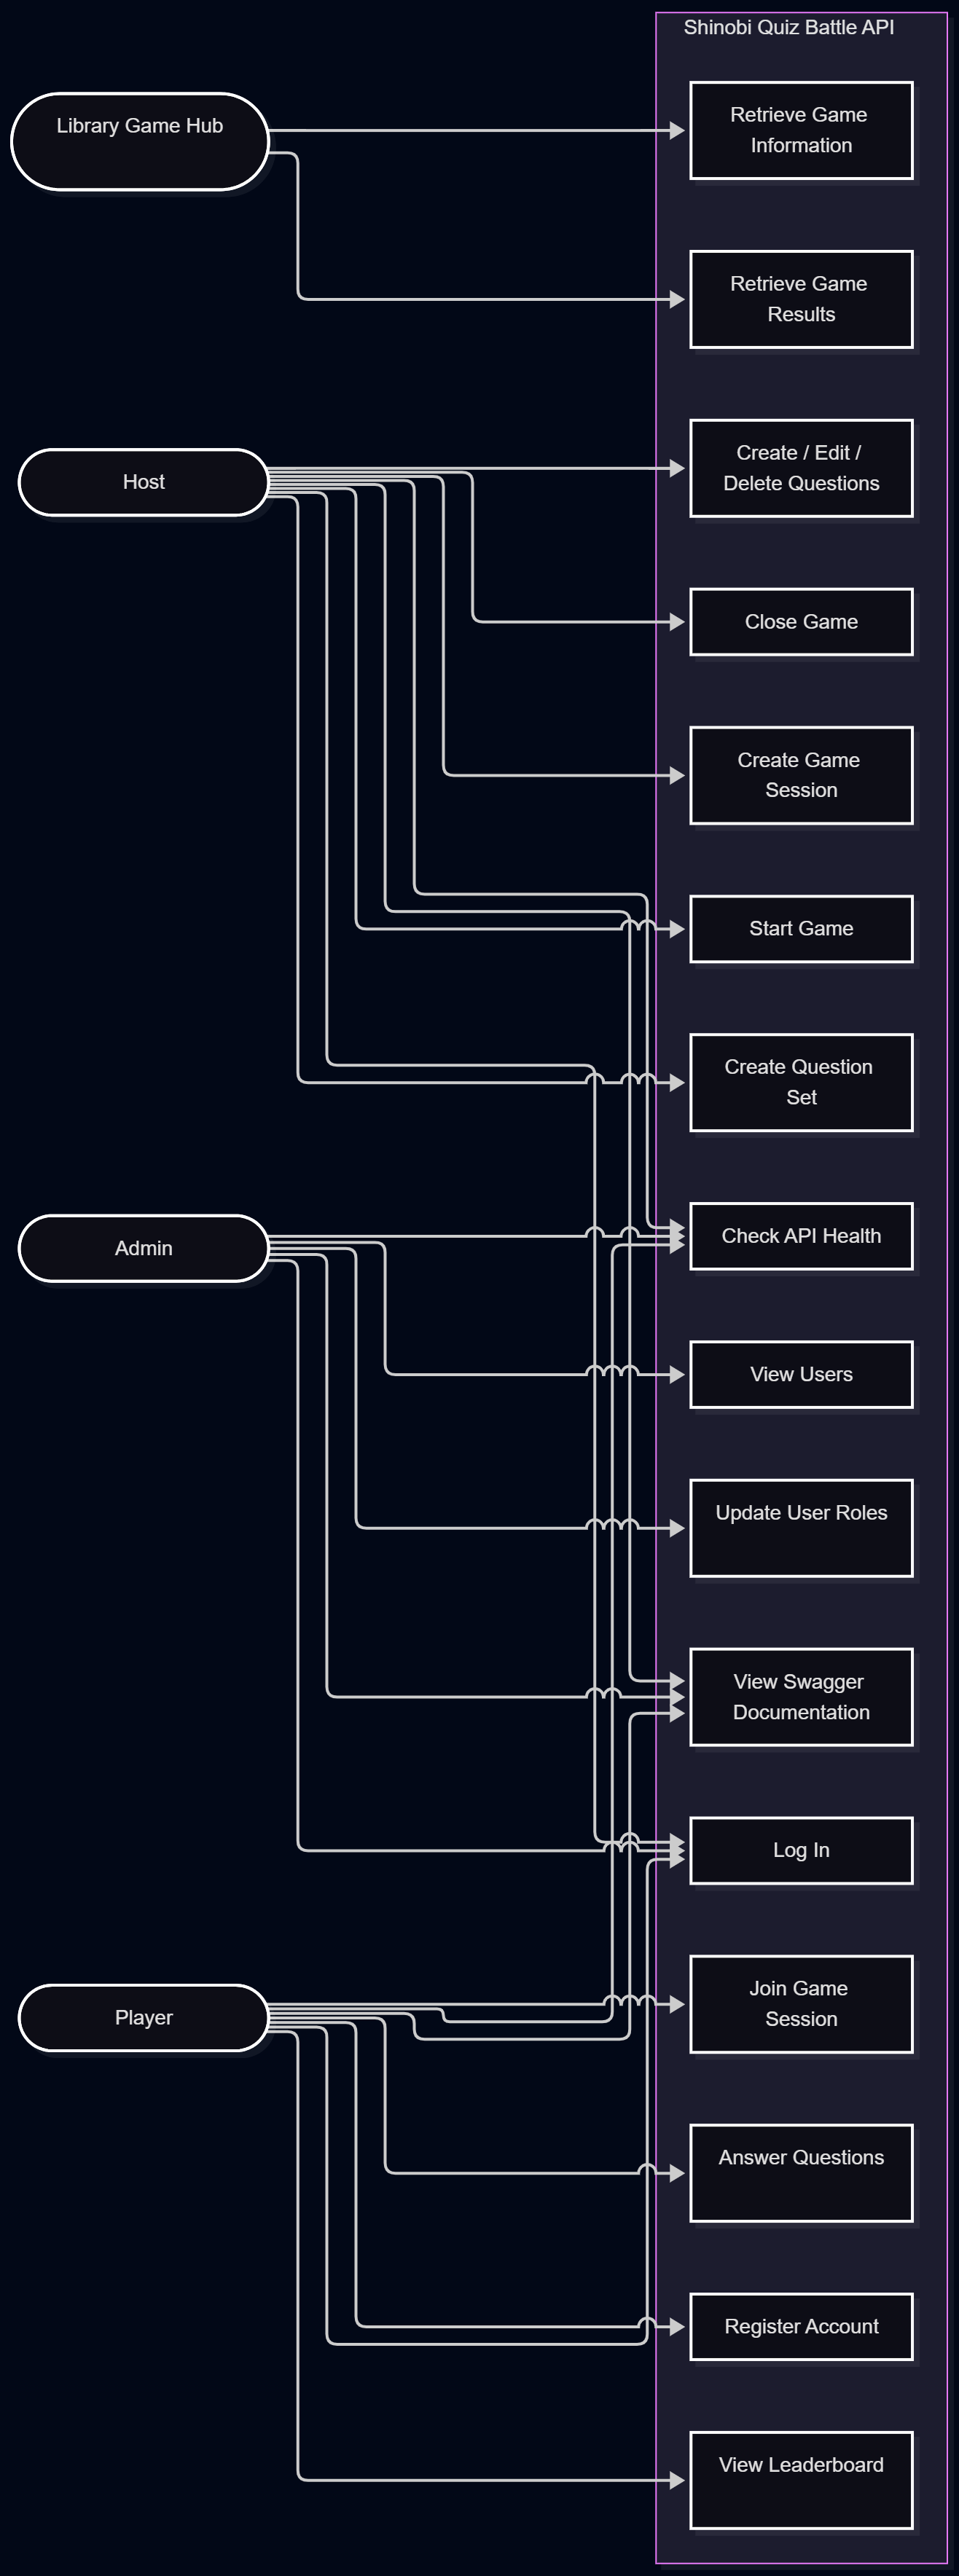 Shinobi Quiz Battle API
Library Game Hub
Retrieve Game
Information
Retrieve Game
Results
Host
Create / Edit /
Delete Questions
Close Game
Create Game
Session
Start Game
Create Question
Set
Admin
Check API Health
View Users
Update User Roles
View Swagger
Documentation
Log In
Player
Join Game
Session
Answer Questions
Register Account
View Leaderboard